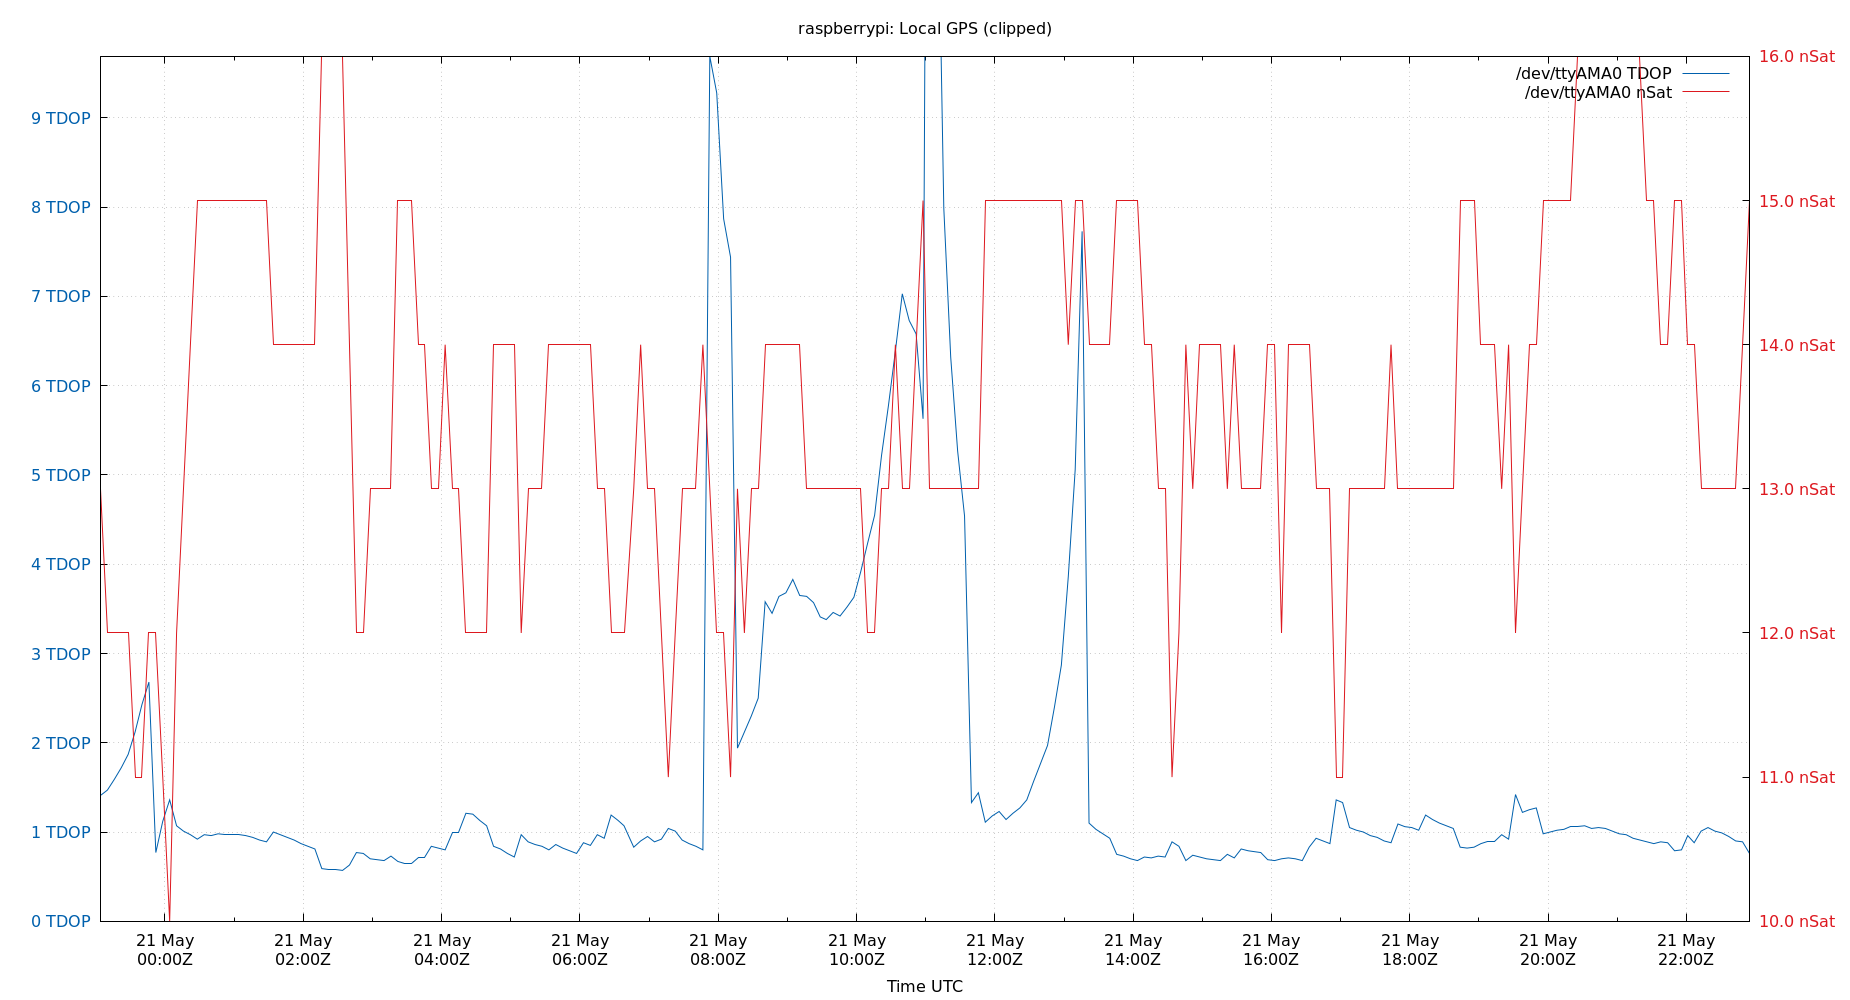 raspberrypi: Local GPS (clipped)
/dev/ttyAMA0 TDOP
/dev/ttyAMA0 nSat
9 TDOP
8 TDOP
7 TDOP
6 TDOP
5 TDOP
4 TDOP
3 TDOP
2 TDOP
1 TDOP
0 TDOP
16.0 nSat
15.0 nSat
14.0 nSat
13.0 nSat
12.0 nSat
11.0 nSat
10.0 nSat
21 May
00:00Z
21 May
02:00Z
21 May
04:00Z
21 May
06:00Z
21 May
08:00Z
21 May
10:00Z
21 May
12:00Z
21 May
14:00Z
21 May
16:00Z
21 May
18:00Z
21 May
20:00Z
21 May
22:00Z
Time UTC